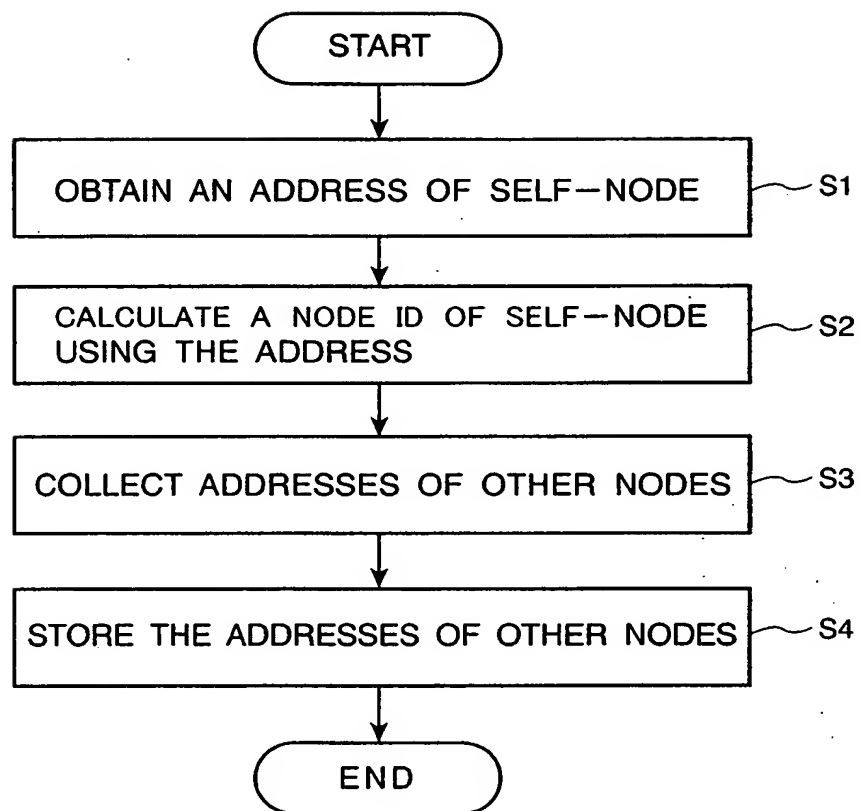 START
OBTAIN AN ADDRESS OF SELF-NODE
S1
CALCULATE A NODE ID OF SELF-NODE
USING THE ADDRESS
S2
COLLECT ADDRESSES OF OTHER NODES
S3
STORE THE ADDRESSES OF OTHER NODES
S4
END